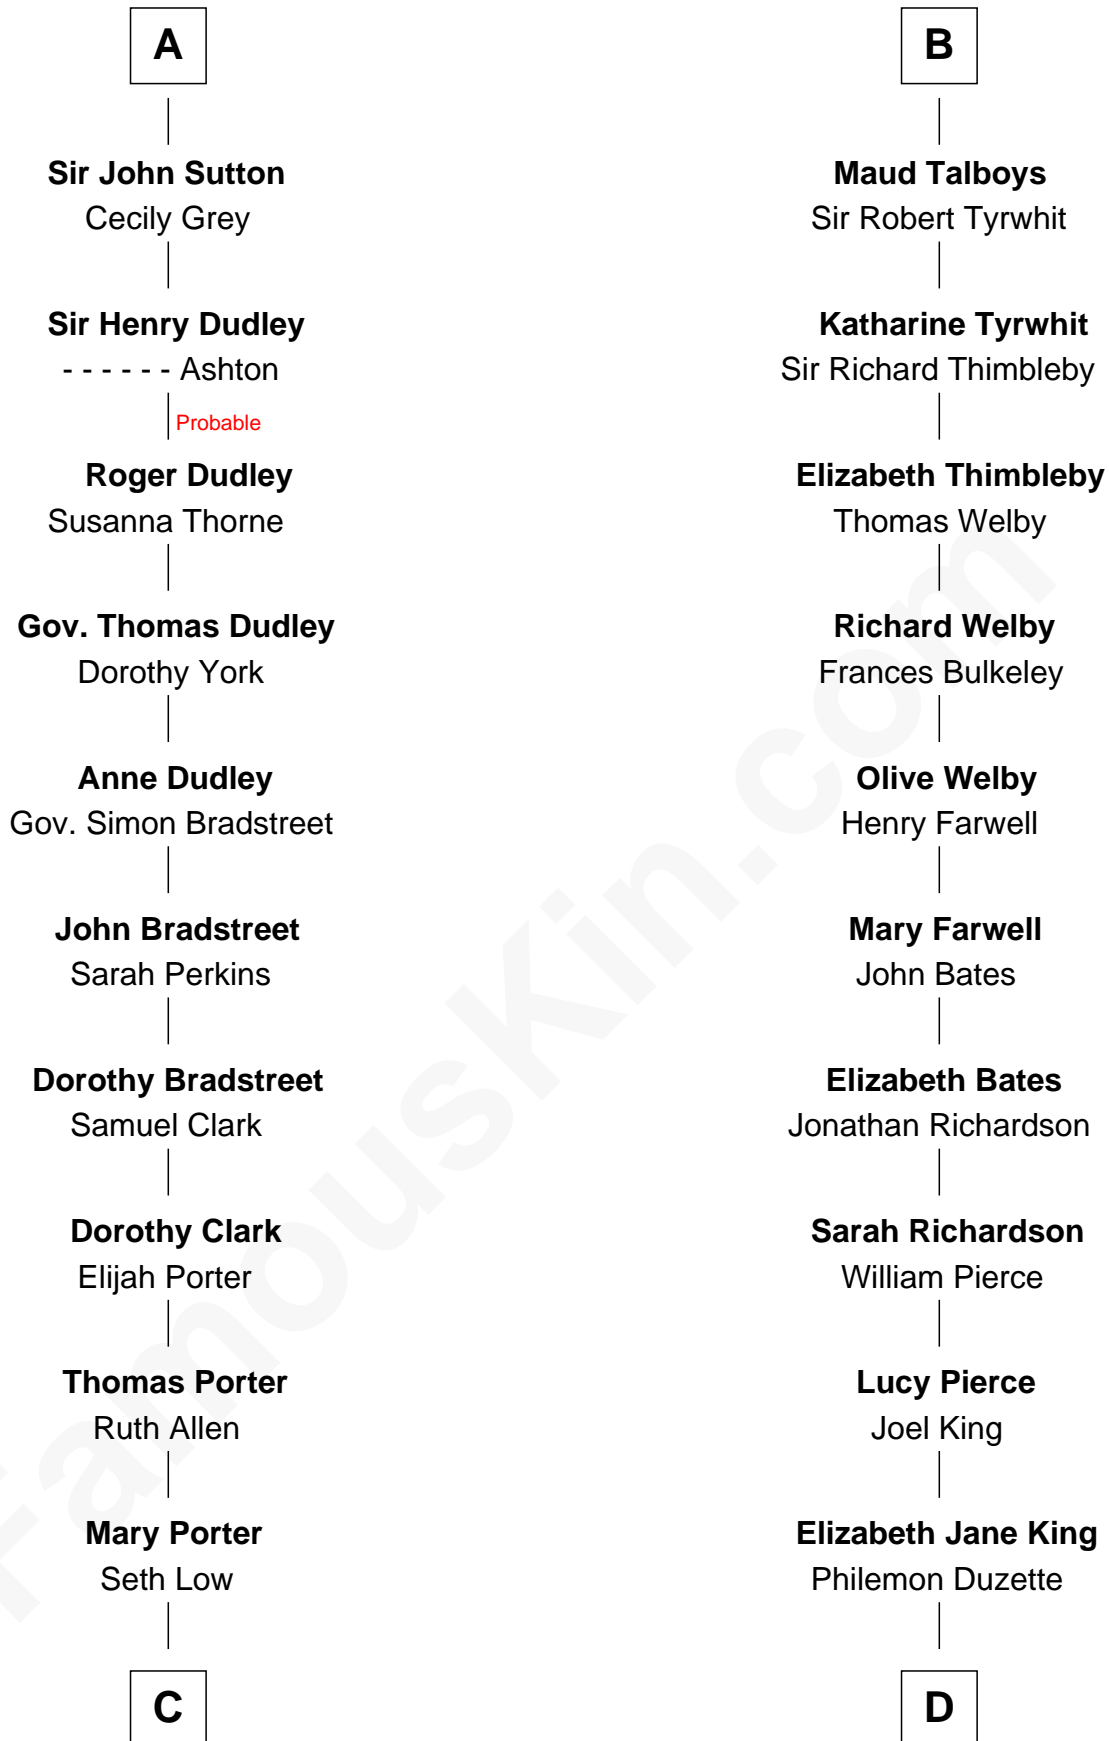 A
Sir John Sutton
Cecily Grey
Sir Henry Dudley
- - - - - - Ashton
Probable
Roger Dudley
Susanna Thorne
Gov. Thomas Dudley
Dorothy York
Anne Dudley
Gov. Simon Bradstreet
John Bradstreet
Sarah Perkins
Dorothy Bradstreet
Samuel Clark
Dorothy Clark
Elijah Porter
Thomas Porter
Ruth Allen
Mary Porter
Seth Low
C
B
Maud Talboys
Sir Robert Tyrwhit
Katharine Tyrwhit
Sir Richard Thimbleby
Elizabeth Thimbleby
Thomas Welby
Richard Welby
Frances Bulkeley
Olive Welby
Henry Farwell
Mary Farwell
John Bates
Elizabeth Bates
Jonathan Richardson
Sarah Richardson
William Pierce
Lucy Pierce
Joel King
Elizabeth Jane King
Philemon Duzette
D
FamousKin.com